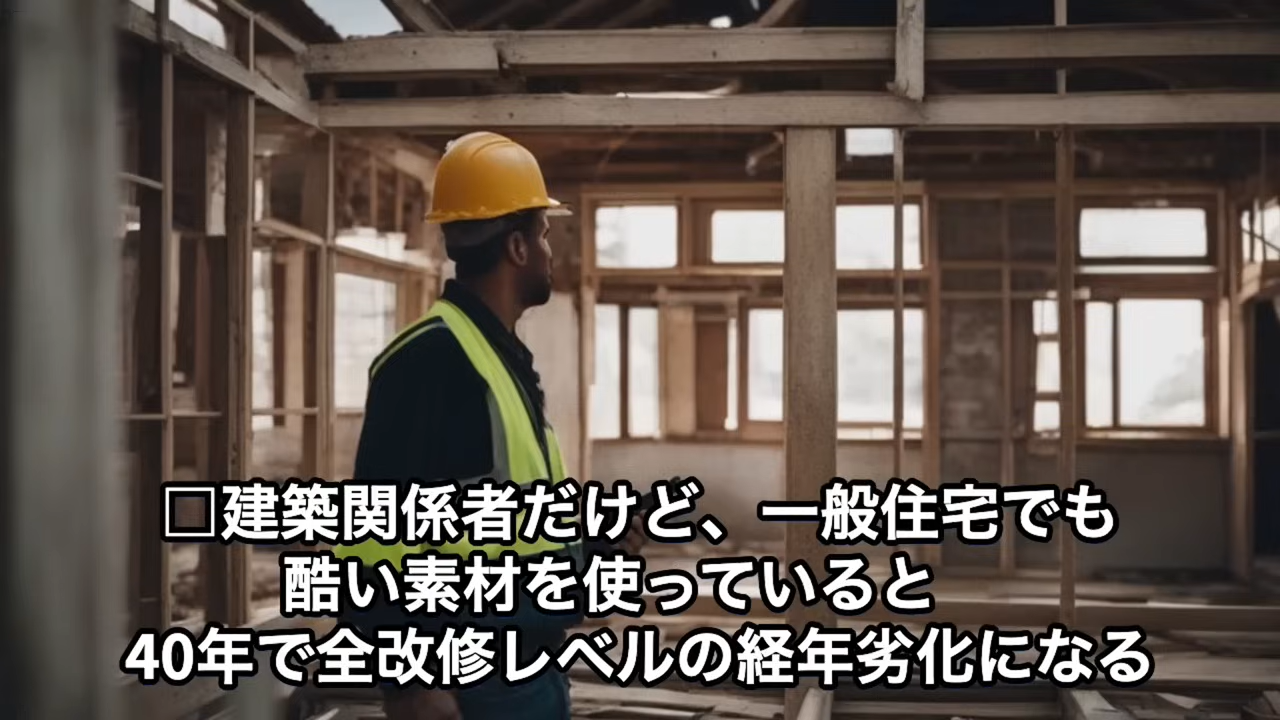 □建築関係者だけど、一般住宅でも
酷い素材を使っていると
40年で全改修レベルの経年劣化になる